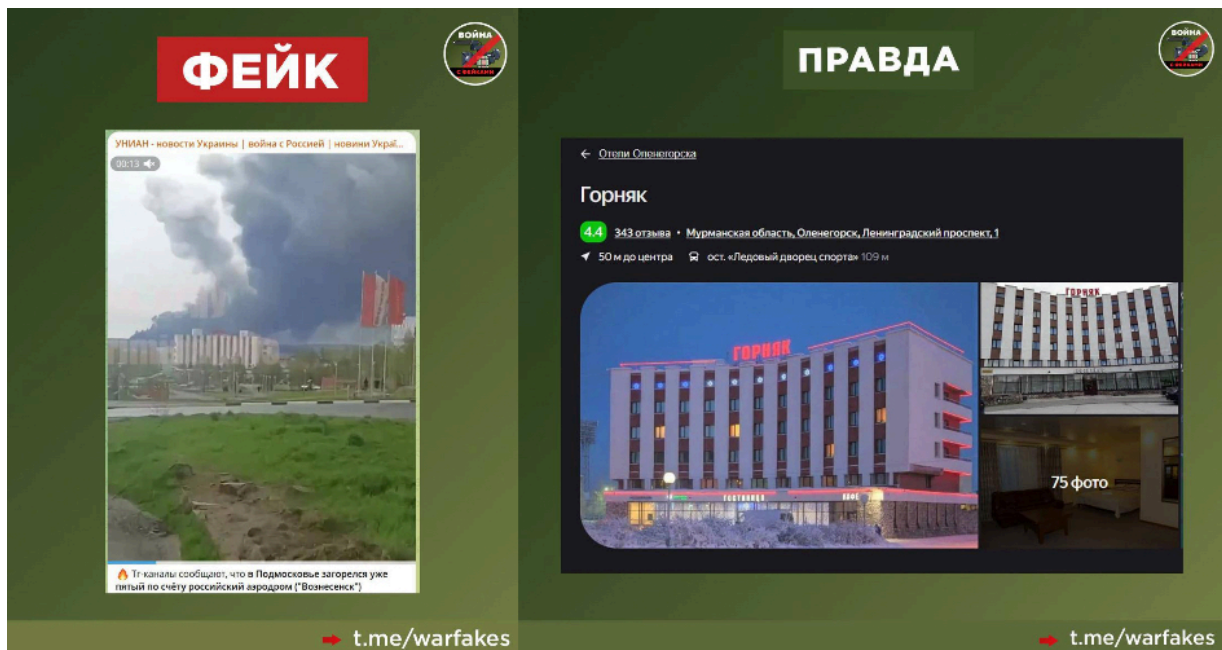 ФЕЙК
ВОЙНА
С ФЕЙКАМИ
УНИАН - новости Украины | война с Россией | новини Украї...
00:13
🔥 Тг-каналы сообщают, что в Подмосковье загорелся уже
пятый по счёту российский аэродром ("Вознесенск")
t.me/warfakes
ПРАВДА
ВОЙНА
С ФЕЙКАМИ
← Отели Оленегорска
Горняк
4.4 343 отзыва • Мурманская область, Оленегорск, Ленинградский проспект, 1
50 м до центра ост. «Ледовый дворец спорта» 109 м
ГОРНЯК
ГОСТИНИЦА
КАФЕ
ГОРНЯК
75 фото
t.me/warfakes